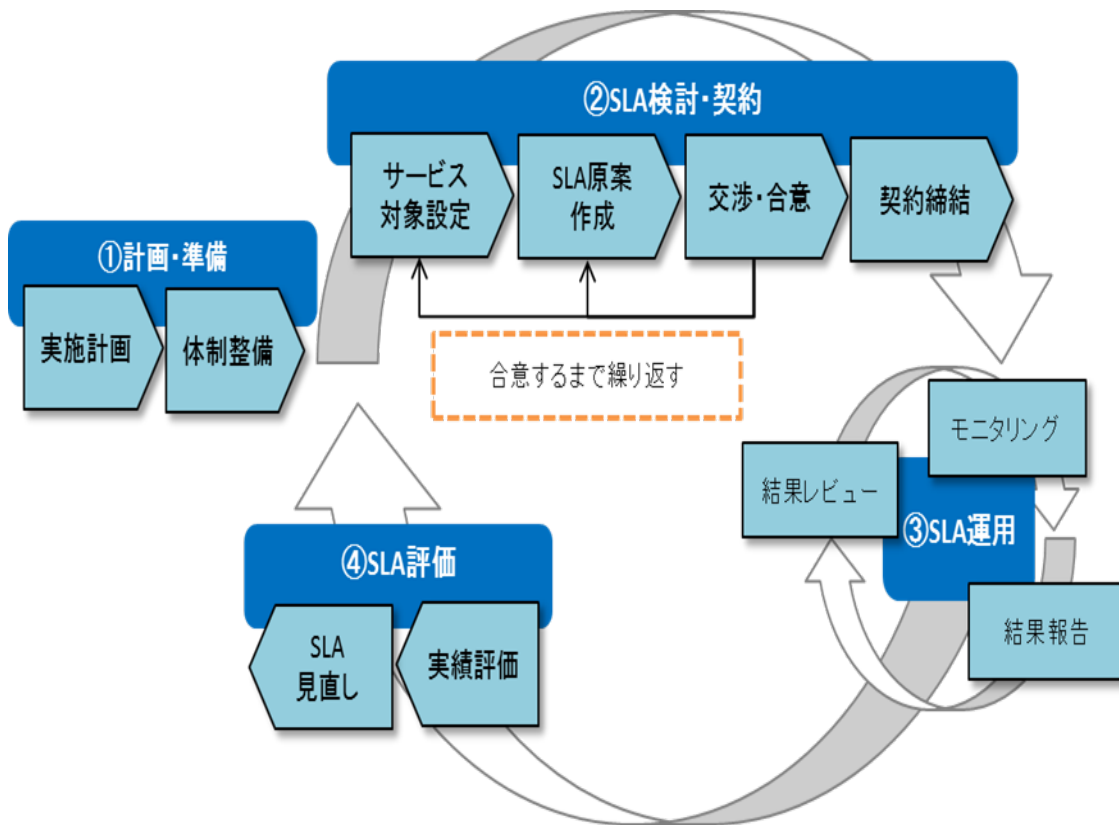 ①計画・準備
実施計画
体制整備
②SLA検討・契約
サービス
対象設定
SLA原案
作成
交渉・合意
契約締結
合意するまで繰り返す
③SLA運用
モニタリング
結果報告
結果レビュー
④SLA評価
実績評価
SLA
見直し